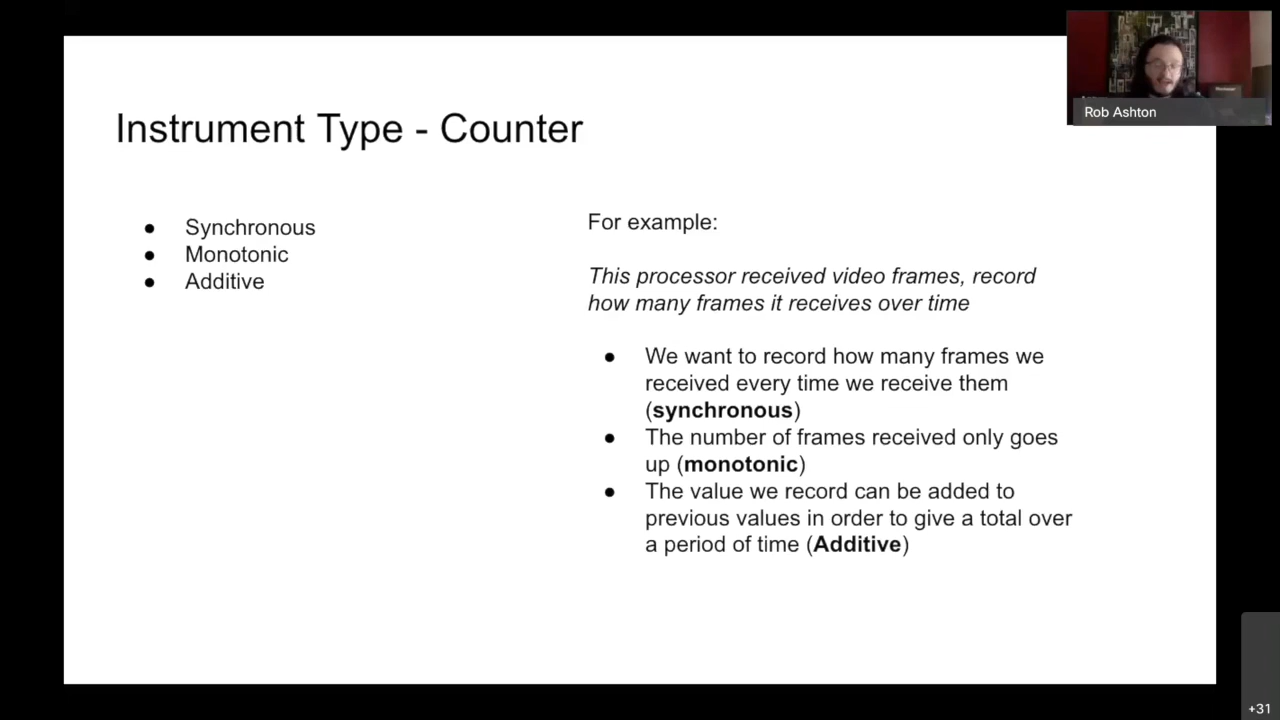 Instrument Type - Counter
● Synchronous
● Monotonic
● Additive
For example:
This processor received video frames, record
how many frames it receives over time
● We want to record how many frames we
received every time we receive them
(synchronous)
● The number of frames received only goes
up (monotonic)
● The value we record can be added to
previous values in order to give a total over
a period of time (Additive)
Rob Ashton
+31